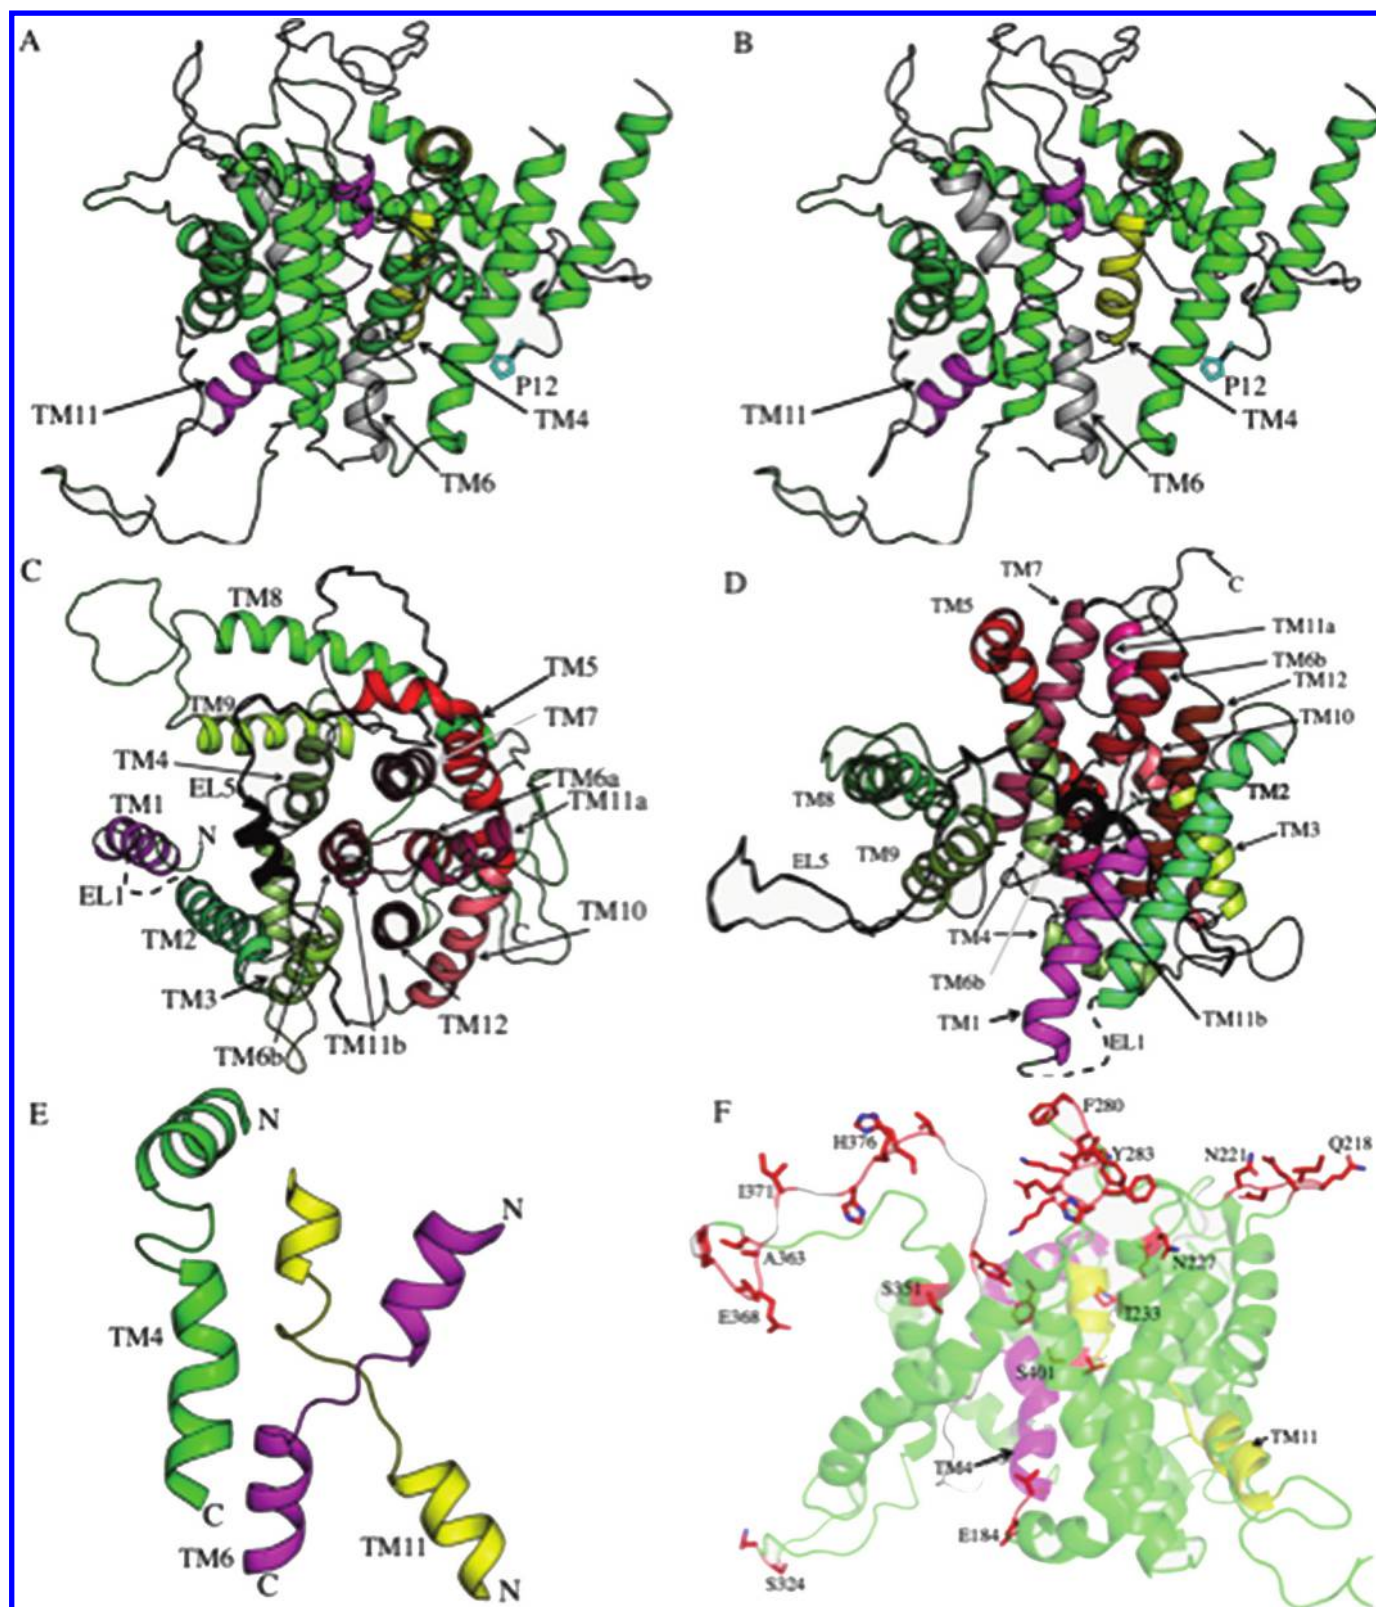 A
B
TM11
P12
TM4
TM6
TM11
P12
TM4
TM6
C
TM8
TM5
TM9
TM7
TM4
EL5
TM6a
TM1
TM11a
N
EL1
TM2
TM10
TM3
TM12
TM6b
TM11b
D
TM7
C
TM5
TM11a
TM6b
TM12
TM10
N
TM8
TM2
TM3
EL5
TM9
TM4
TM6b
TM1
TM11b
EL1
E
N
N
TM4
C
TM6
TM11
C
N
F
F280
H376
Y283
N221
Q218
I371
A363
N227
S351
E368
I233
S401
TM11
TM4
E184
S324